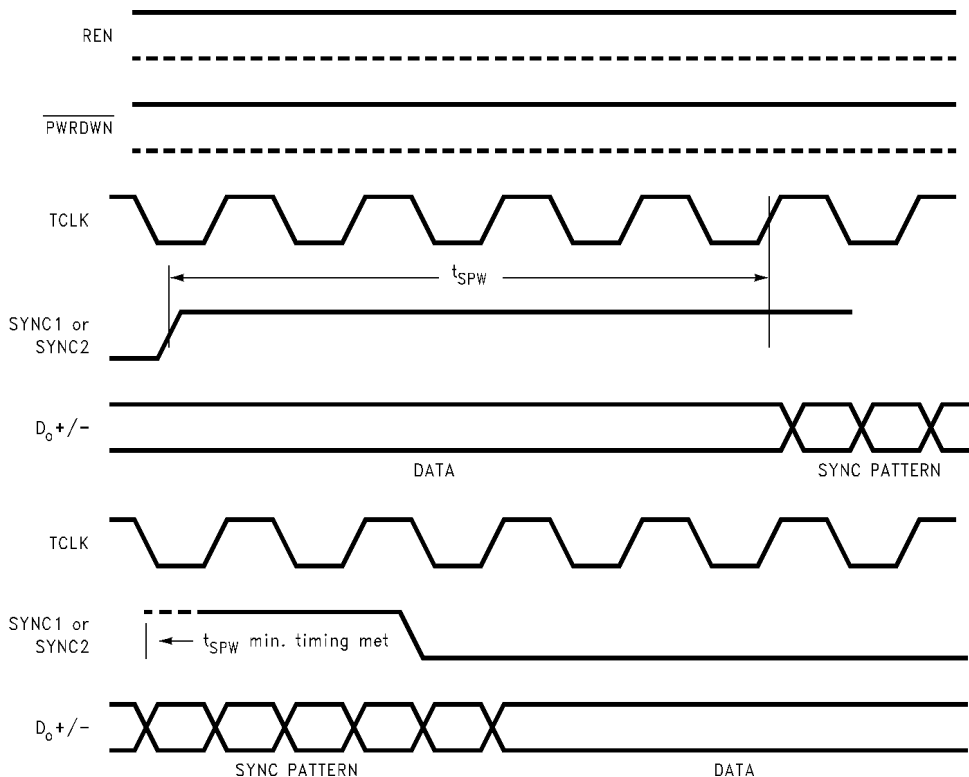 REN
PWRDWN
TCLK
tSPW
SYNC1 or
SYNC2
Do+/-
DATA
SYNC PATTERN
TCLK
SYNC1 or
SYNC2
tSPW min. timing met
Do+/-
SYNC PATTERN
DATA